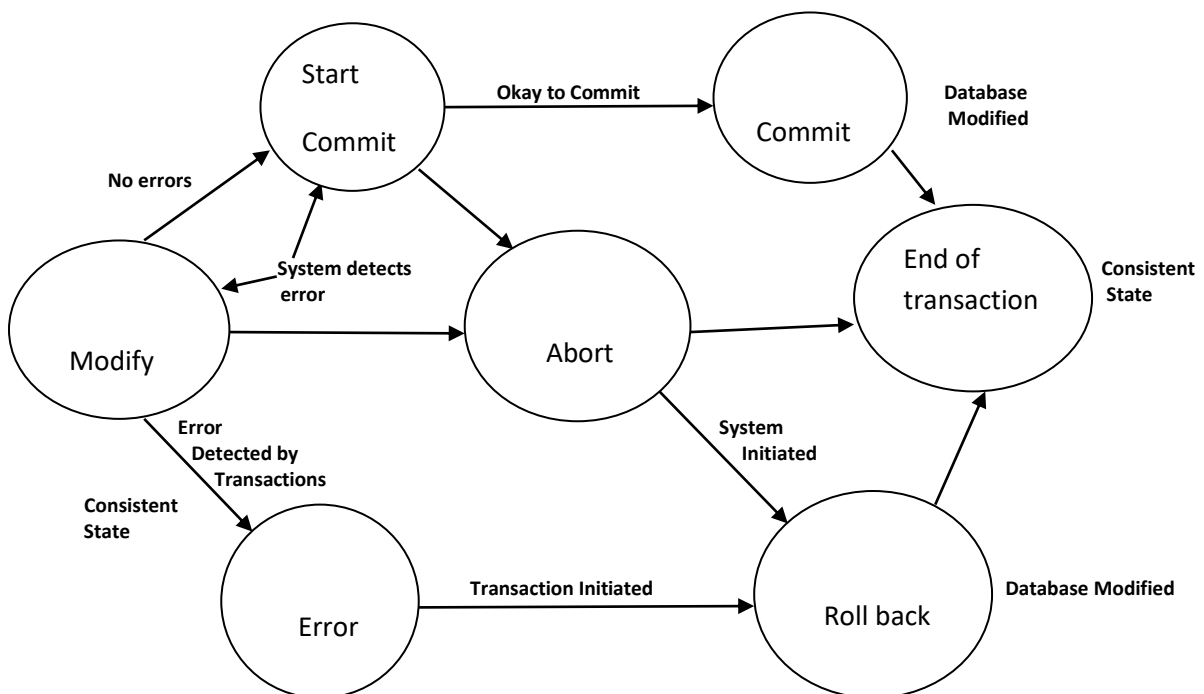 Start
Commit
Okay to Commit
Commit
Database
Modified
No errors
System detects
error
Modify
Abort
End of
transaction
Consistent
State
Error
Detected by
Transactions
System
Initiated
Consistent
State
Error
Transaction Initiated
Roll back
Database Modified